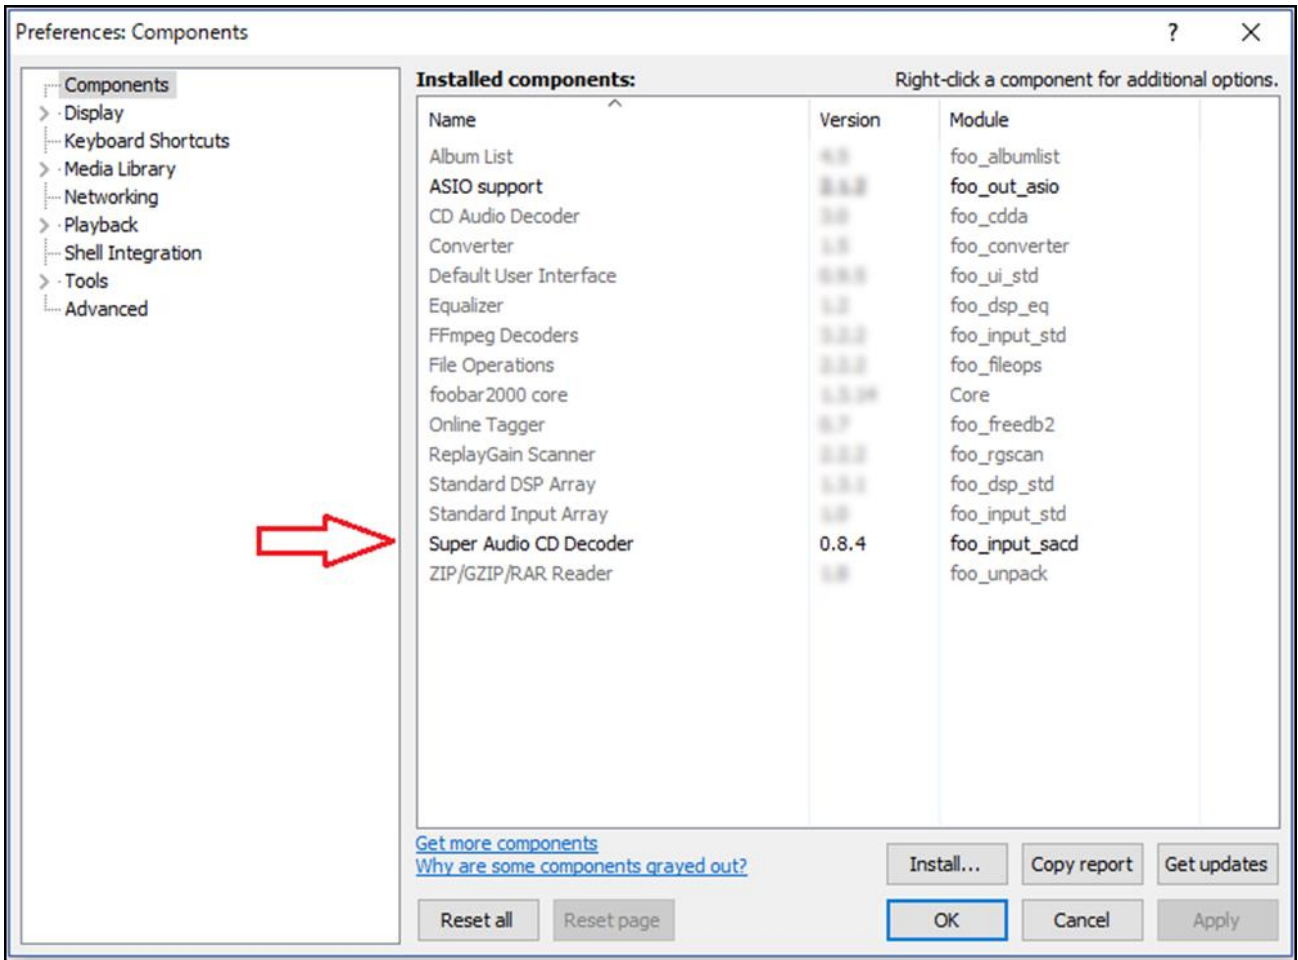 Preferences: Components ?
Components
Display
Keyboard Shortcuts
Media Library
Networking
Playback
Shell Integration
Tools
Advanced
Installed components: Right-click a component for additional options.
Name Version Module
Album List foo_albumlist
ASIO support foo_out_asio
CD Audio Decoder foo_cdda
Converter foo_converter
Default User Interface foo_ui_std
Equalizer foo_dsp_eq
FFmpeg Decoders foo_input_std
File Operations foo_fileops
foobar2000 core Core
Online Tagger foo_freedb2
ReplayGain Scanner foo_rgscan
Standard DSP Array foo_dsp_std
Standard Input Array foo_input_std
Super Audio CD Decoder 0.8.4 foo_input_sacd
ZIP/GZIP/RAR Reader foo_unpack
Get more components
Why are some components grayed out?
Install... Copy report Get updates
Reset all Reset page OK Cancel Apply